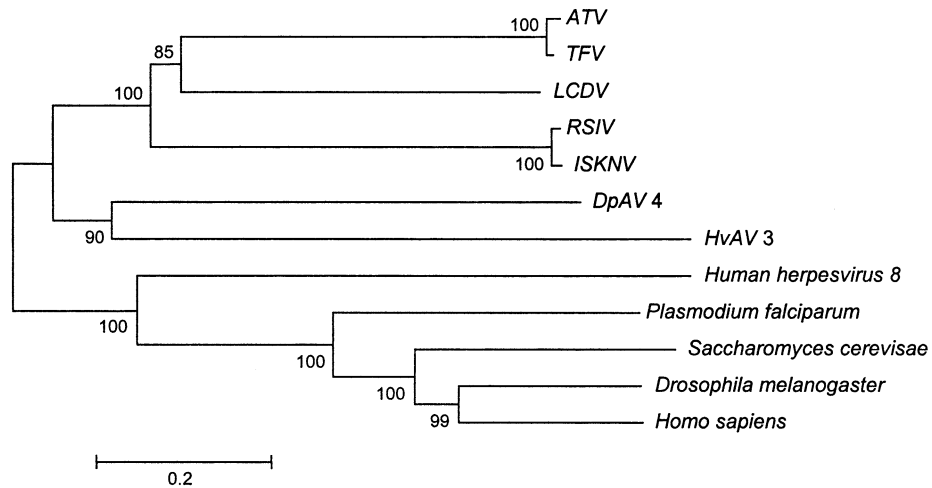 100
ATV
TFV
85
LCDV
100
RSIV
100
ISKNV
DpAV 4
90
HvAV 3
Human herpesvirus 8
100
Plasmodium falciparum
100
Saccharomyces cerevisae
100
Drosophila melanogaster
99
Homo sapiens
0.2